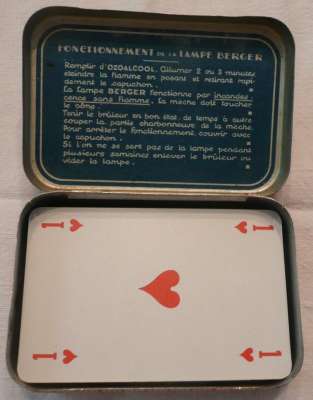 FONCTIONNEMENT DE LA LAMPE BERGER
Remplir d'OZOALCOOL. Allumer 2 ou 3 minutes
eteindre la flamme en posant et retirant rapi-
dement le capuchon.
La lampe BERGER fonctionne par incandes-
cence sans flamme. La mèche doit toucher
le dôme.
Tenir le brûleur en bon état, de temps à autre
couper la partie charbonneuse de la mèche
Pour arrêter le fonctionnement, couvrir avec
le capuchon.
Si l'on ne se sert pas de la lampe pendant
plusieurs semaines enlever le brûleur ou
vider la lampe.
1 1
1 1